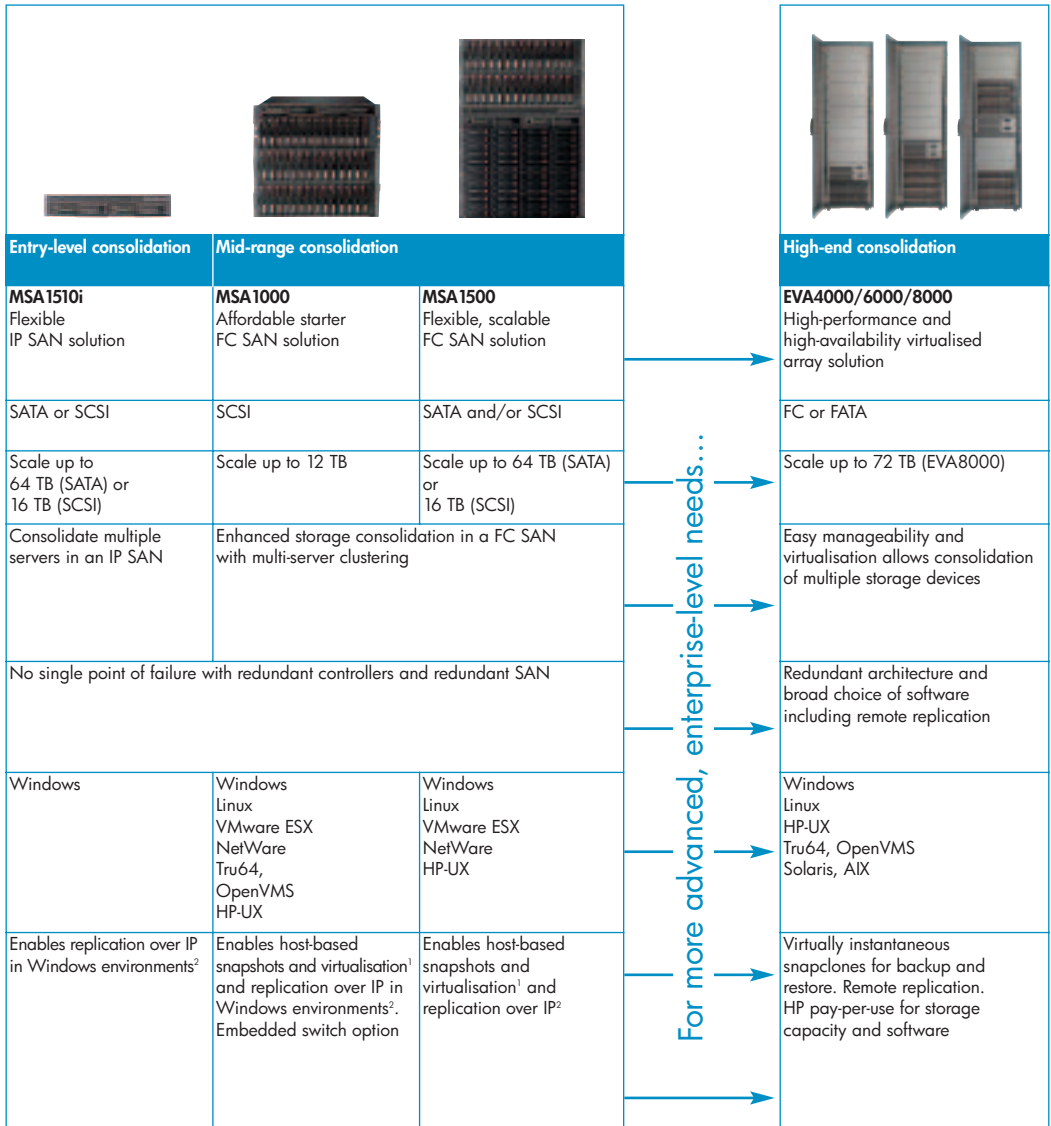 Entry-level consolidation
Mid-range consolidation
High-end consolidation
MSA1510i
Flexible
IP SAN solution
MSA1000
Affordable starter
FC SAN solution
MSA1500
Flexible, scalable
FC SAN solution
EVA4000/6000/8000
High-performance and
high-availability virtualised
array solution
SATA or SCSI
SCSI
SATA and/or SCSI
FC or FATA
Scale up to
64 TB (SATA) or
16 TB (SCSI)
Scale up to 12 TB
Scale up to 64 TB (SATA)
or
16 TB (SCSI)
Scale up to 72 TB (EVA8000)
Consolidate multiple
servers in an IP SAN
Enhanced storage consolidation in a FC SAN
with multi-server clustering
Easy manageability and
virtualisation allows consolidation
of multiple storage devices
No single point of failure with redundant controllers and redundant SAN
Redundant architecture and
broad choice of software
including remote replication
Windows
Windows
Linux
VMware ESX
NetWare
Tru64,
OpenVMS
HP-UX
Windows
Linux
VMware ESX
NetWare
HP-UX
Windows
Linux
HP-UX
Tru64, OpenVMS
Solaris, AIX
Enables replication over IP
in Windows environments²
Enables host-based
snapshots and virtualisation¹
and replication over IP in
Windows environments².
Embedded switch option
Enables host-based
snapshots and
virtualisation¹ and
replication over IP²
Virtually instantaneous
snapclones for backup and
restore. Remote replication.
HP pay-per-use for storage
capacity and software
For more advanced, enterprise-level needs…